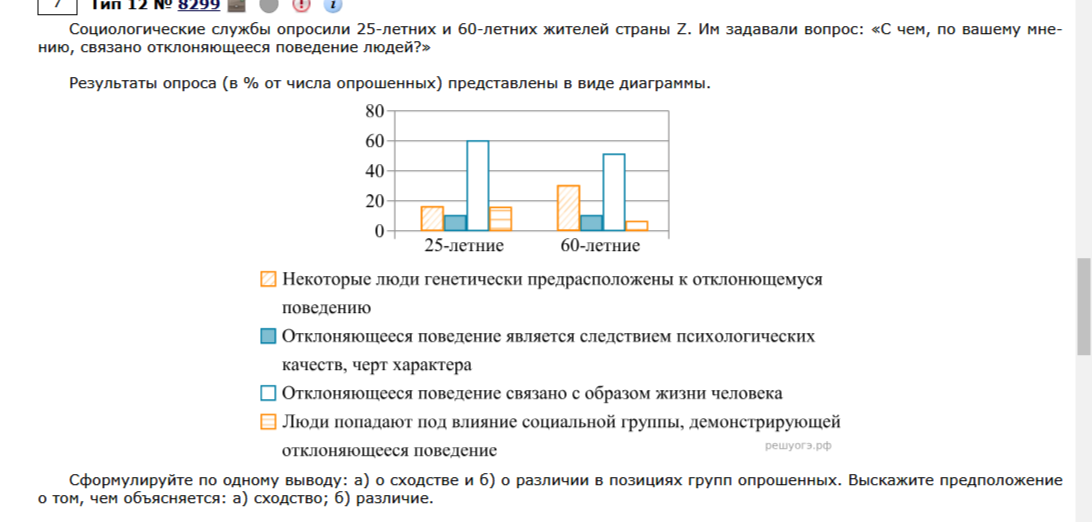 7 Тип 12 № 8299 i
Социологические службы опросили 25-летних и 60-летних жителей страны Z. Им задавали вопрос: «С чем, по вашему мне-
нию, связано отклоняющееся поведение людей?»
Результаты опроса (в % от числа опрошенных) представлены в виде диаграммы.
80
60
40
20
0
25-летние 60-летние
Некоторые люди генетически предрасположены к отклонющемуся
поведению
Отклоняющееся поведение является следствием психологических
качеств, черт характера
Отклоняющееся поведение связано с образом жизни человека
Люди попадают под влияние социальной группы, демонстрирующей
отклоняющееся поведение
решуогэ.рф
Сформулируйте по одному выводу: а) о сходстве и б) о различии в позициях групп опрошенных. Выскажите предположение
о том, чем объясняется: а) сходство; б) различие.